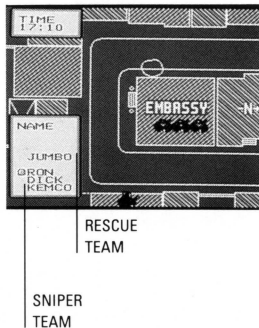 TIME
17:10
EMBASSY
-N-
NAME
JUMBO
RON
DICK
KEMCO
RESCUE
TEAM
SNIPER
TEAM